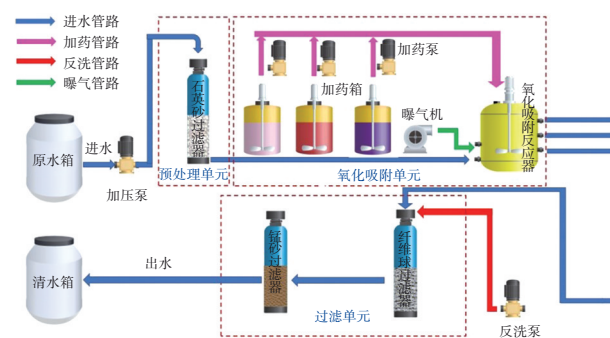 进水管路
加药管路
反洗管路
曝气管路
原水箱
进水
加压泵
石英砂过滤器
预处理单元
加药泵
加药箱
曝气机
氧化吸附反应器
氧化吸附单元
清水箱
出水
锰砂过滤器
纤维球过滤器
过滤单元
反洗泵